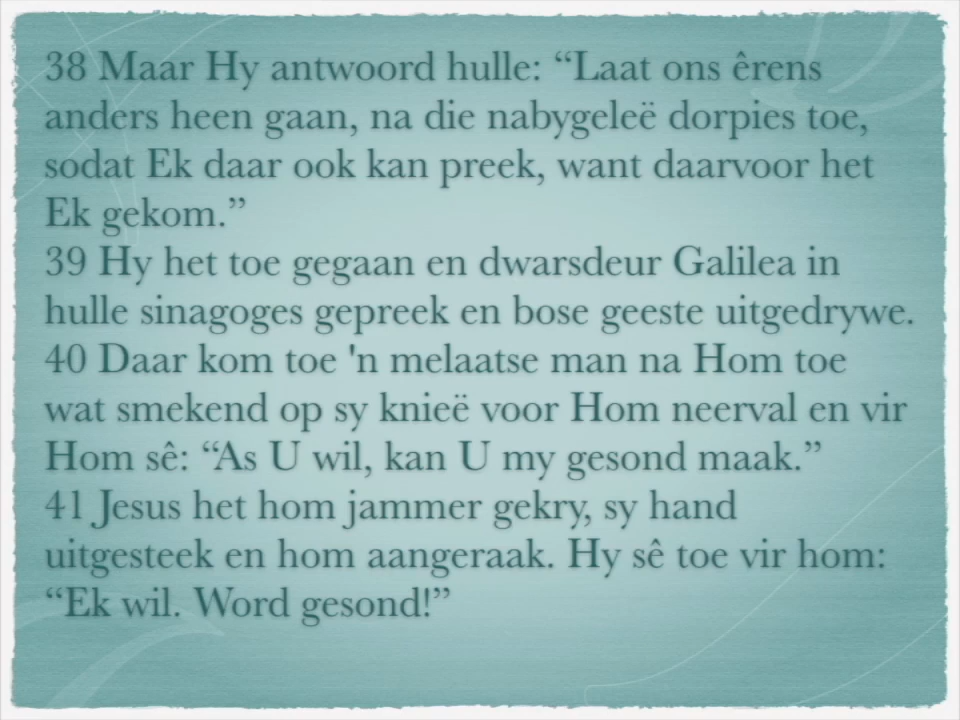 38 Maar Hy antwoord hulle: “Laat ons êrens
anders heen gaan, na die nabygeleë dorpies toe,
sodat Ek daar ook kan preek, want daarvoor het
Ek gekom.”
39 Hy het toe gegaan en dwarsdeur Galilea in
hulle sinagoges gepreek en bose geeste uitgedrywe.
40 Daar kom toe 'n melaatse man na Hom toe
wat smekend op sy knieë voor Hom neerval en vir
Hom sê: “As U wil, kan U my gesond maak.”
41 Jesus het hom jammer gekry, sy hand
uitgesteek en hom aangeraak. Hy sê toe vir hom:
“Ek wil. Word gesond!”